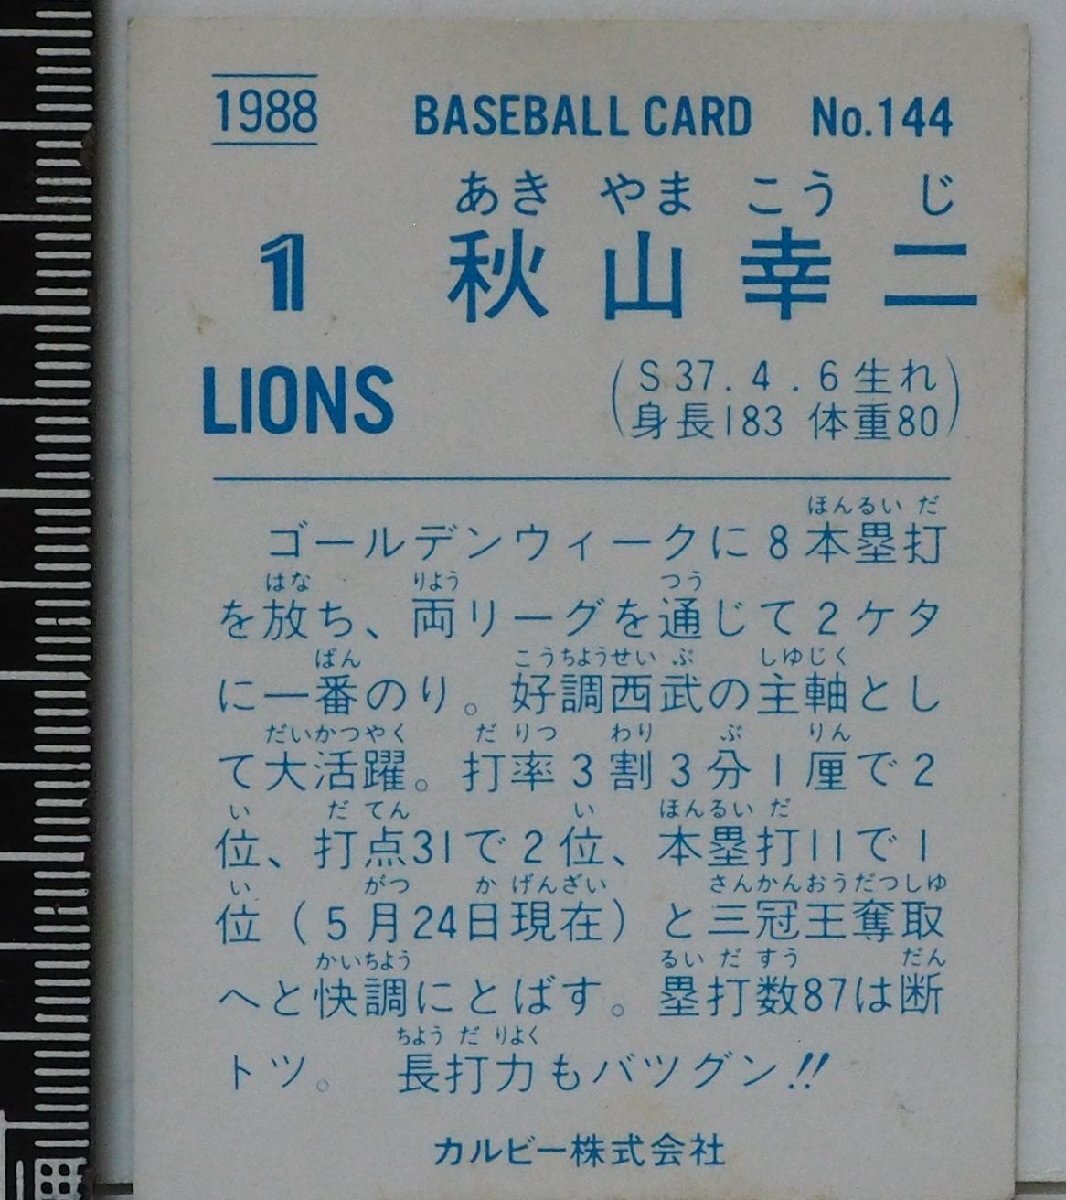 1988 BASEBALL CARD No.144
あき やま こう じ
1 秋山幸二
LIONS
(S37.4.6生れ
身長183 体重80)
ほんるい だ
ゴールデンウィークに8本塁打
はな りよう つう
を放ち、両リーグを通じて2ケタ
ばん こうちようせい ぶ しゆじく
に一番のり。好調西武の主軸とし
だいかつやく だ りつ わり ぶ りん
て大活躍。打率3割3分1厘で2
い だ てん い ほんるい だ
位、打点31で2位、本塁打11で1
い がつ か げんざい さんかんおうだつしゆ
位(5月24日現在)と三冠王奪取
かいちよう るい だ すう だん
へと快調にとばす。塁打数87は断
ちよう だ りよく
トツ。 長打力もバツグン!!
カルビー株式会社